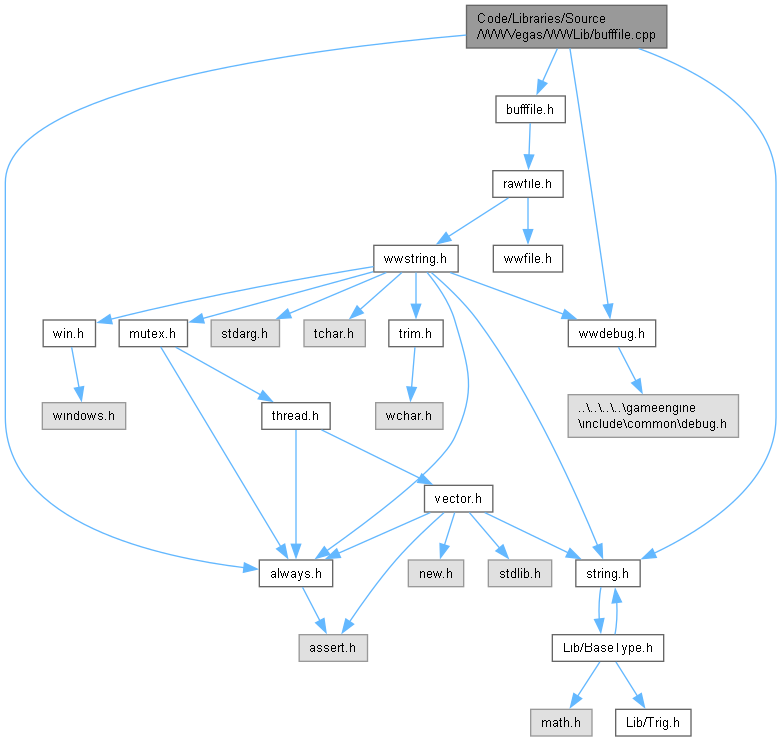 Code/Libraries/Source
/WWVegas/WWLib/bufffile.cpp
bufffile.h
rawfile.h
wwstring.h
wwfile.h
win.h
mutex.h
stdarg.h
tchar.h
trim.h
wwdebug.h
windows.h
thread.h
wchar.h
..\..\..\..\gameengine
\include\common\debug.h
vector.h
always.h
new.h
stdlib.h
string.h
assert.h
Lib/BaseType.h
math.h
Lib/Trig.h